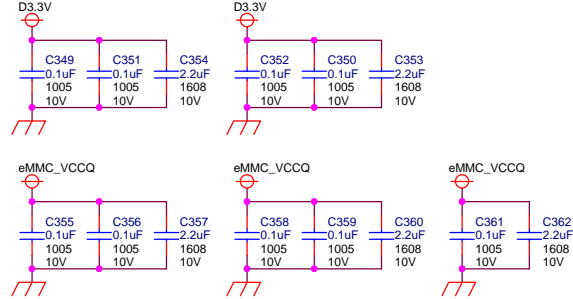 D3.3V
D3.3V
C349
0.1uF
1005
10V
C351
0.1uF
1005
10V
C354
2.2uF
1608
10V
C352
0.1uF
1005
10V
C350
0.1uF
1005
10V
C353
2.2uF
1608
10V
eMMC_VCCQ
eMMC_VCCQ
eMMC_VCCQ
C355
0.1uF
1005
10V
C356
0.1uF
1005
10V
C357
2.2uF
1608
10V
C358
0.1uF
1005
10V
C359
0.1uF
1005
10V
C360
2.2uF
1608
10V
C361
0.1uF
1005
10V
C362
2.2uF
1608
10V